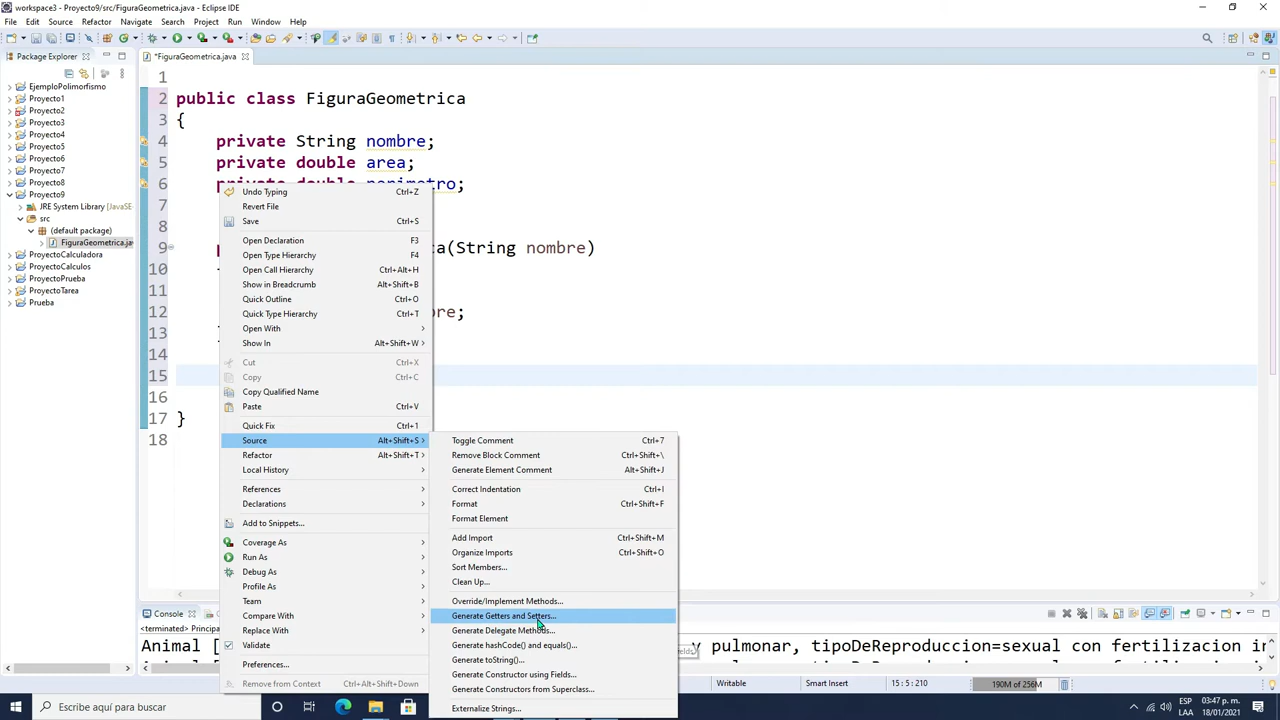 workspace3 - Proyecto9/src/FiguraGeometrica.java - Eclipse IDE
File Edit Source Refactor Navigate Search Project Run Window Help
Package Explorer
*FiguraGeometrica.java
EjemploPolimorfismo
Proyecto1
Proyecto2
Proyecto3
Proyecto4
Proyecto5
Proyecto6
Proyecto7
Proyecto8
Proyecto9
JRE System Library [JavaSE
src
(default package)
FiguraGeometrica.jav
ProyectoCalculadora
ProyectoCalculos
ProyectoPrueba
ProyectoTarea
Prueba
1
2 public class FiguraGeometrica
3 {
4 private String nombre;
5 private double area;
6 private double perimetro;
7
8
9 ca(String nombre)
10
11
12 re;
13
14
15
16
17 }
18
Undo Typing Ctrl+Z
Revert File
Save Ctrl+S
Open Declaration F3
Open Type Hierarchy F4
Open Call Hierarchy Ctrl+Alt+H
Show in Breadcrumb Alt+Shift+B
Quick Outline Ctrl+O
Quick Type Hierarchy Ctrl+T
Open With
Show In Alt+Shift+W
Cut Ctrl+X
Copy Ctrl+C
Copy Qualified Name
Paste Ctrl+V
Quick Fix Ctrl+1
Source Alt+Shift+S
Refactor Alt+Shift+T
Local History
References
Declarations
Add to Snippets...
Coverage As
Run As
Debug As
Profile As
Team
Compare With
Replace With
Validate
Preferences...
Remove from Context Ctrl+Alt+Shift+Down
Toggle Comment Ctrl+7
Remove Block Comment Ctrl+Shift+\
Generate Element Comment Alt+Shift+J
Correct Indentation Ctrl+I
Format Ctrl+Shift+F
Format Element
Add Import Ctrl+Shift+M
Organize Imports Ctrl+Shift+O
Sort Members...
Clean Up...
Override/Implement Methods...
Generate Getters and Setters...
Generate Delegate Methods...
Generate hashCode() and equals()...
Generate toString()...
Generate Constructor using Fields...
Generate Constructors from Superclass...
Externalize Strings...
Console
<terminated> Principa
Animal [ y pulmonar, tipoDeReproduccion=sexual con fertilizacion in
Writable Smart Insert 15 : 5 : 210 190M of 256M
Escribe aquí para buscar
ESP
LAA
03:47 p. m.
18/01/2021